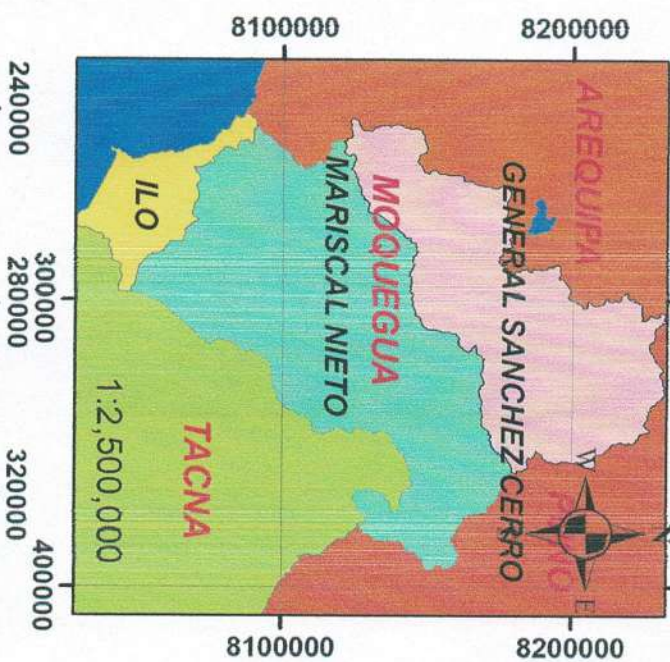 8100000
8200000
AREQUIPA
GENERAL SANCHEZ CERRO
MOQUEGUA
MARISCAL NIETO
ILO
TACNA
1:2,500,000
W
E
240000
300000
280000
320000
400000
8100000
8200000